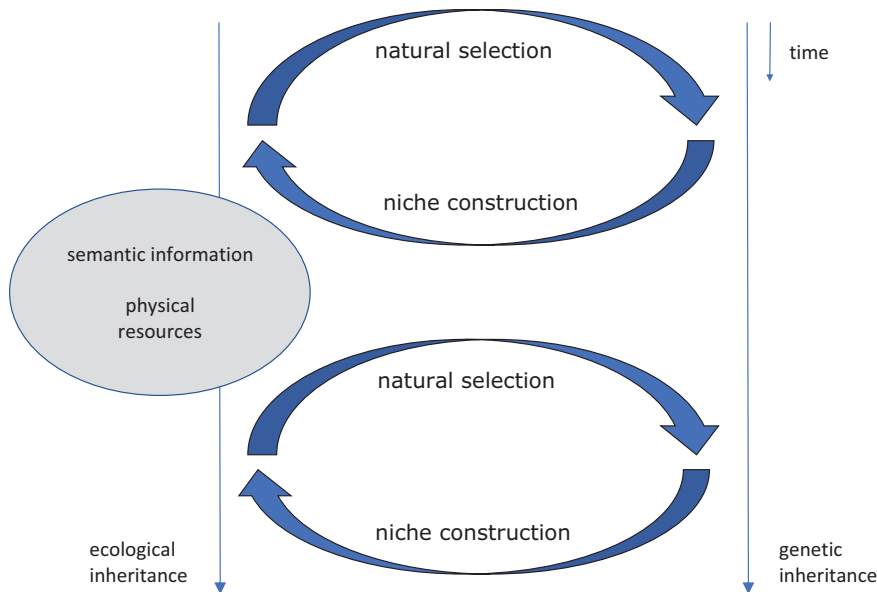 natural selection
time
niche construction
semantic information
physical
resources
natural selection
niche construction
ecological
inheritance
genetic
inheritance